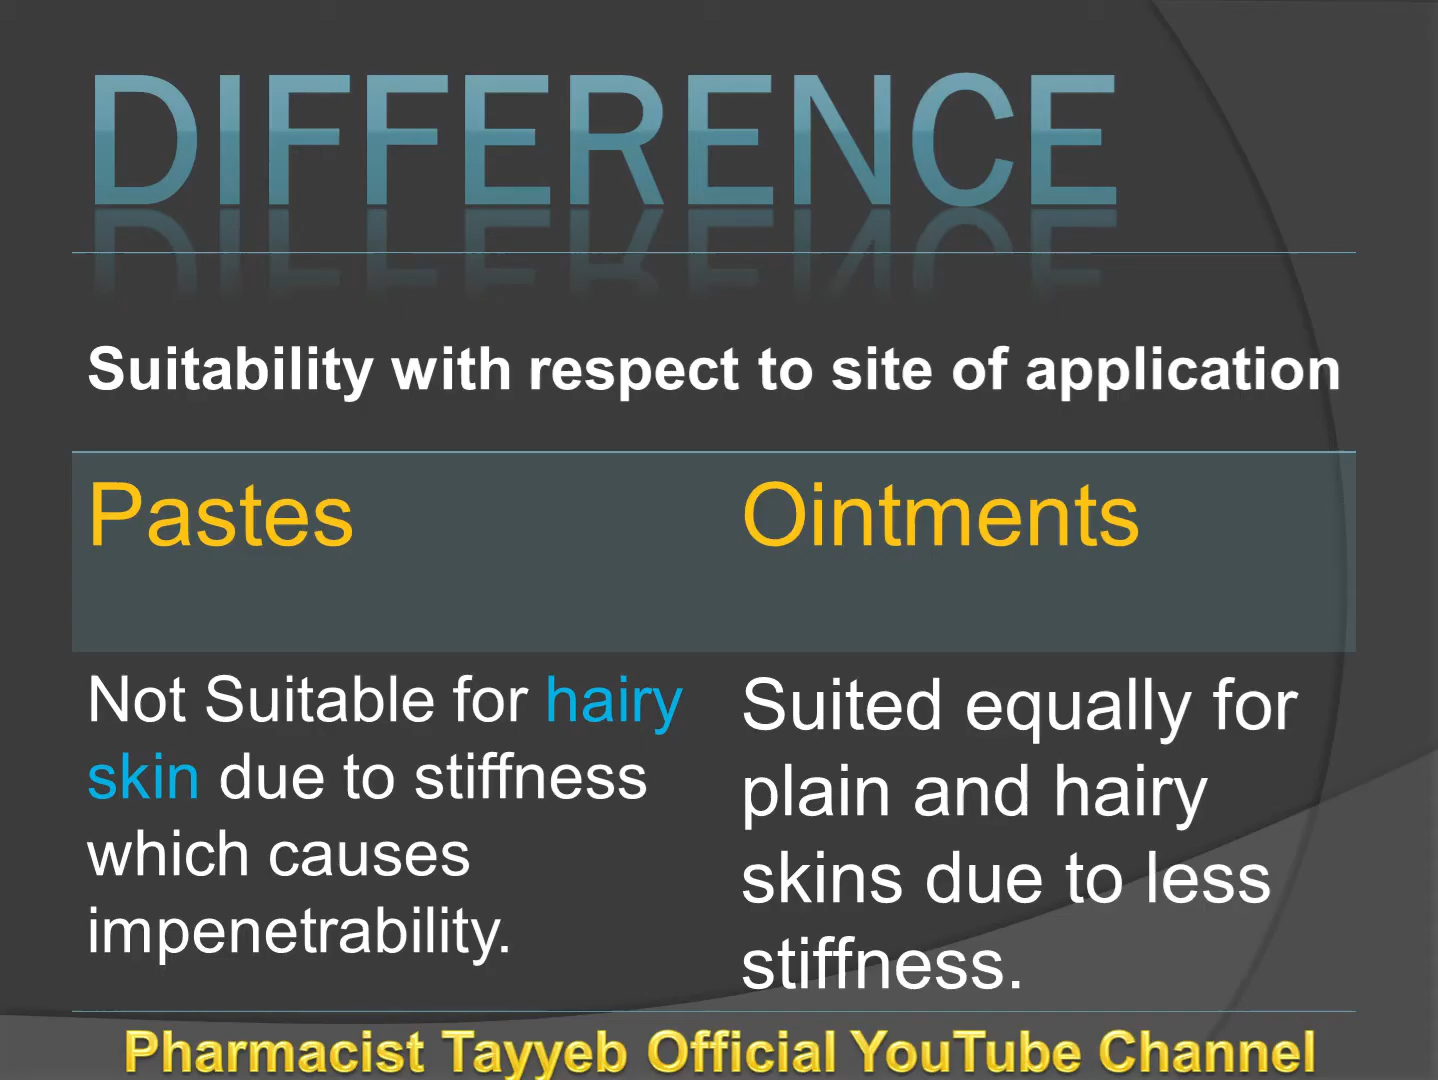 DIFFERENCE
Suitability with respect to site of application
Pastes
Ointments
Not Suitable for hairy
skin due to stiffness
which causes
impenetrability.
Suited equally for
plain and hairy
skins due to less
stiffness.
Pharmacist Tayyeb Official YouTube Channel